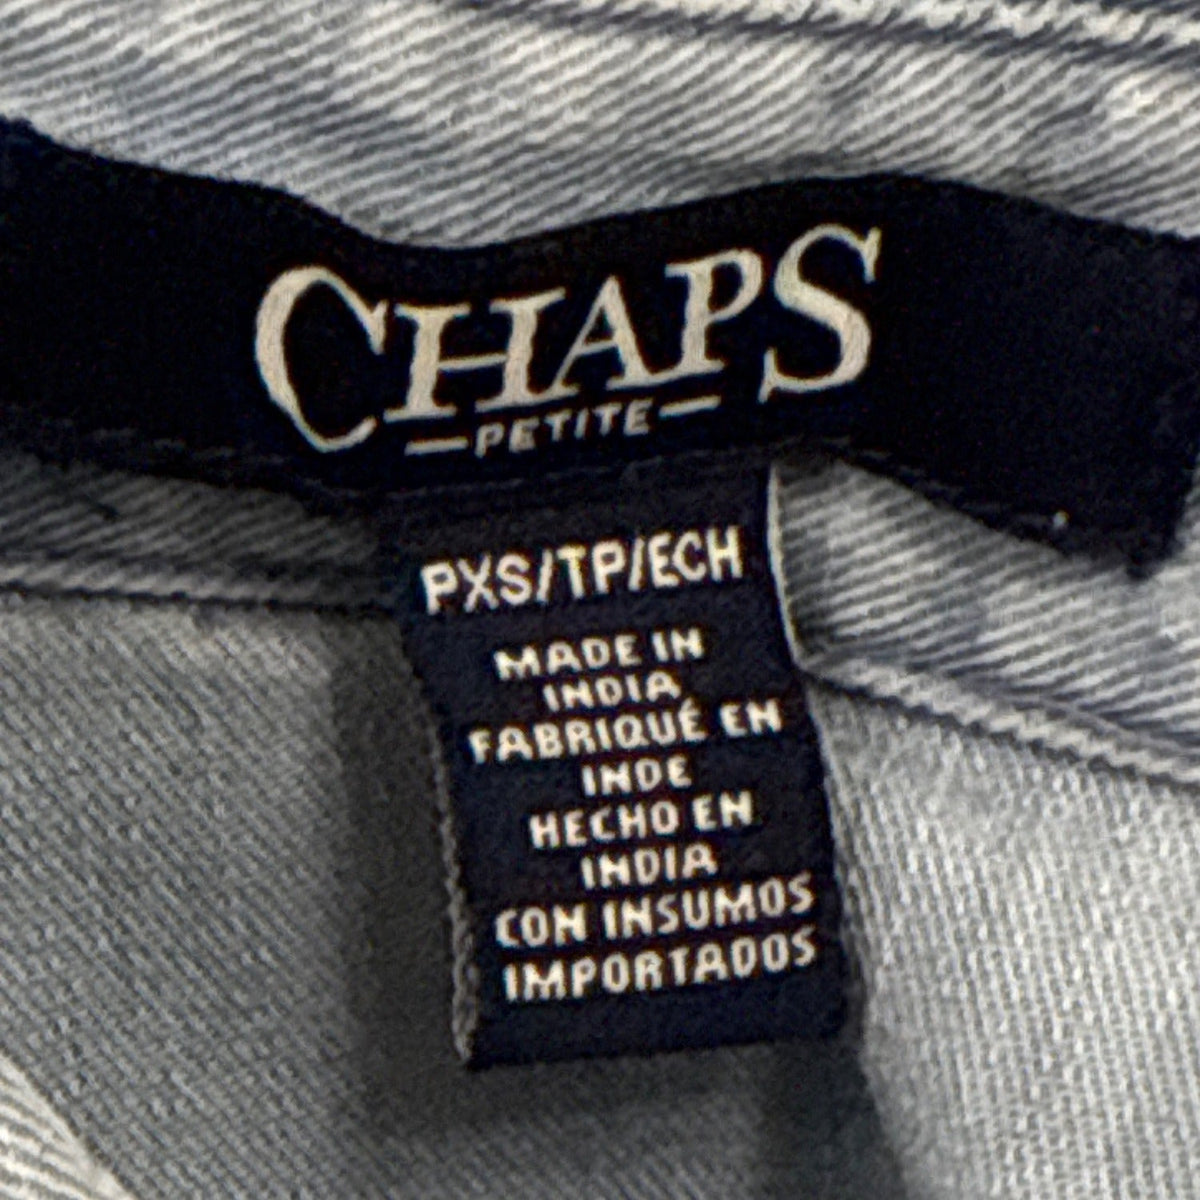 CHAPS
PETITE
PXS/TP/ECH
MADE IN
INDIA
FABRIQUÉ EN
INDE
HECHO EN
INDIA
CON INSUMOS
IMPORTADOS